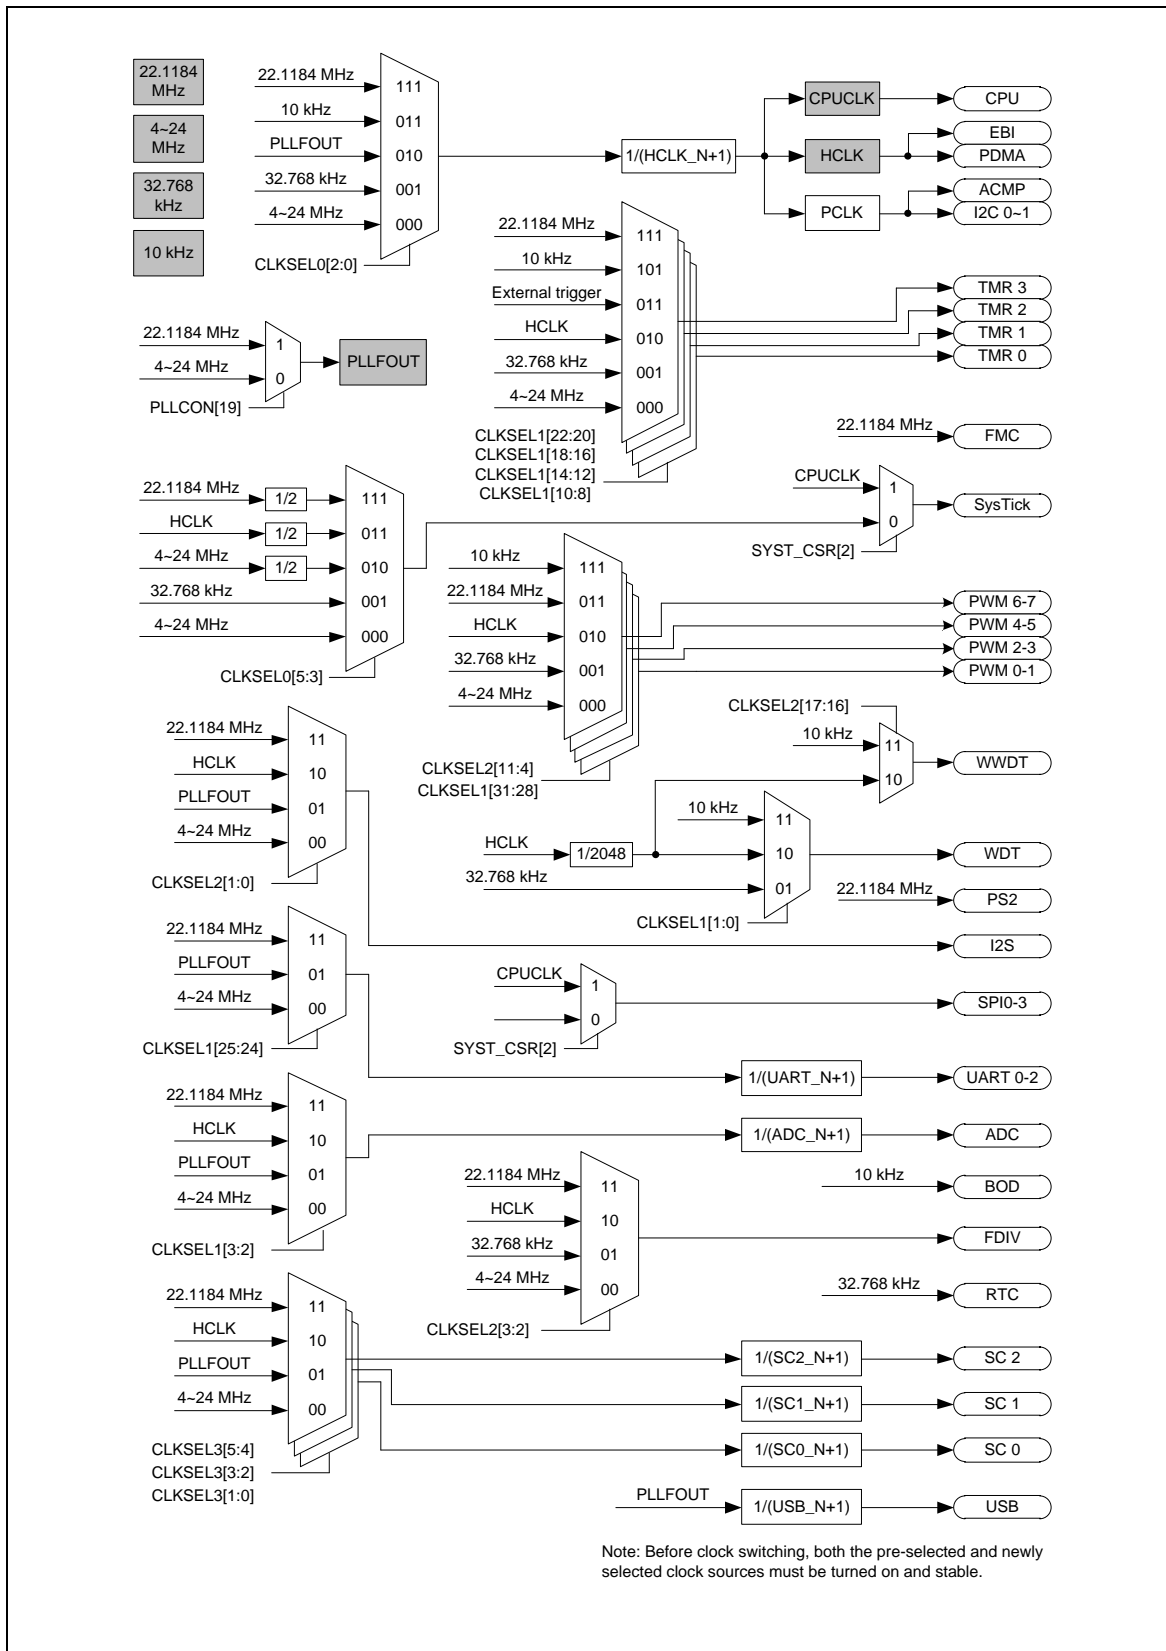 22.1184
MHz
4~24
MHz
32.768
kHz
10 kHz
22.1184 MHz
10 kHz
PLLFOUT
32.768 kHz
4~24 MHz
111
011
010
001
000
CLKSEL0[2:0]
1/(HCLK_N+1)
CPUCLK
HCLK
PCLK
CPU
EBI
PDMA
ACMP
I2C 0~1
22.1184 MHz
10 kHz
External trigger
HCLK
32.768 kHz
4~24 MHz
111
101
011
010
001
000
CLKSEL1[22:20]
CLKSEL1[18:16]
CLKSEL1[14:12]
CLKSEL1[10:8]
TMR 3
TMR 2
TMR 1
TMR 0
22.1184 MHz
4~24 MHz
1
0
PLLCON[19]
PLLFOUT
22.1184 MHz
FMC
22.1184 MHz
HCLK
4~24 MHz
32.768 kHz
4~24 MHz
1/2
1/2
1/2
111
011
010
001
000
CLKSEL0[5:3]
CPUCLK
1
0
SYST_CSR[2]
SysTick
10 kHz
22.1184 MHz
HCLK
32.768 kHz
4~24 MHz
111
011
010
001
000
CLKSEL2[11:4]
CLKSEL1[31:28]
PWM 6-7
PWM 4-5
PWM 2-3
PWM 0-1
CLKSEL2[17:16]
10 kHz
11
10
WWDT
22.1184 MHz
HCLK
PLLFOUT
4~24 MHz
11
10
01
00
CLKSEL2[1:0]
10 kHz
HCLK
1/2048
32.768 kHz
11
10
01
CLKSEL1[1:0]
WDT
22.1184 MHz
PS2
I2S
22.1184 MHz
PLLFOUT
4~24 MHz
11
01
00
CLKSEL1[25:24]
CPUCLK
1
0
SYST_CSR[2]
SPI0-3
1/(UART_N+1)
UART 0-2
22.1184 MHz
HCLK
PLLFOUT
4~24 MHz
11
10
01
00
CLKSEL1[3:2]
1/(ADC_N+1)
ADC
10 kHz
BOD
22.1184 MHz
HCLK
32.768 kHz
4~24 MHz
11
10
01
00
CLKSEL2[3:2]
FDIV
32.768 kHz
RTC
22.1184 MHz
HCLK
PLLFOUT
4~24 MHz
11
10
01
00
CLKSEL3[5:4]
CLKSEL3[3:2]
CLKSEL3[1:0]
1/(SC2_N+1)
SC 2
1/(SC1_N+1)
SC 1
1/(SC0_N+1)
SC 0
PLLFOUT
1/(USB_N+1)
USB
Note: Before clock switching, both the pre-selected and newly
selected clock sources must be turned on and stable.